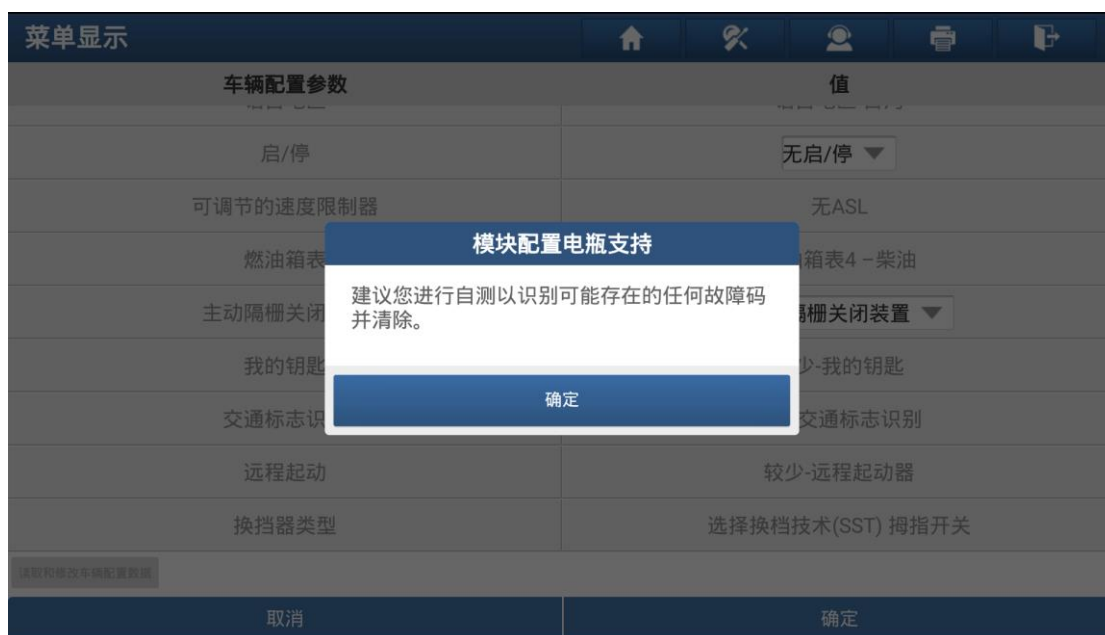 菜单显示
车辆配置参数 值
启/停 无启/停
可调节的速度限制器 无ASL
模块配置电瓶支持
燃油箱表 箱表4 –柴油
建议您进行自测以识别可能存在的任何故障码
并清除。
主动隔栅关闭 隔栅关闭装置
我的钥匙 少-我的钥匙
确定
交通标志识 交通标志识别
远程起动 较少-远程起动器
换挡器类型 选择换档技术(SST) 拇指开关
读取和修改车辆配置数据
取消 确定